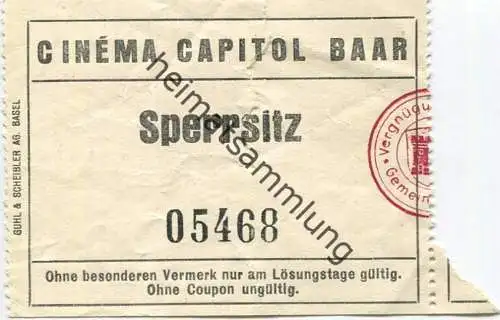 CINÉMA CAPITOL BAAR
Sperrsitz
05468
Ohne besonderen Vermerk nur am Lösungstage gültig.
Ohne Coupon ungültig.
GUHL & SCHEIBLER AG. BASEL
Gemein
heimatsammlung